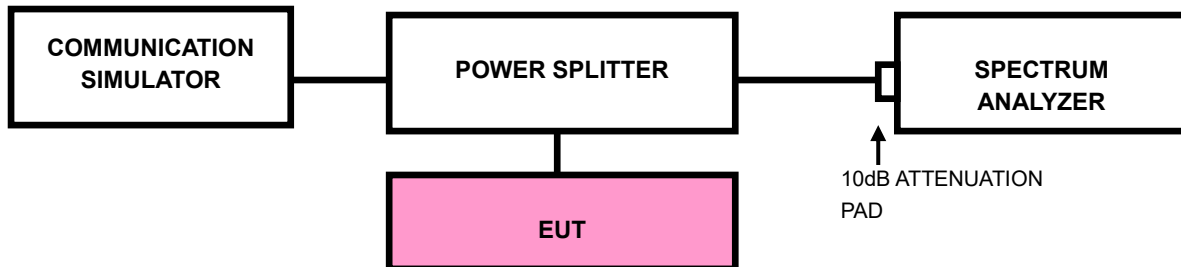 COMMUNICATION
SIMULATOR
POWER SPLITTER
SPECTRUM
ANALYZER
10dB ATTENUATION
PAD
EUT